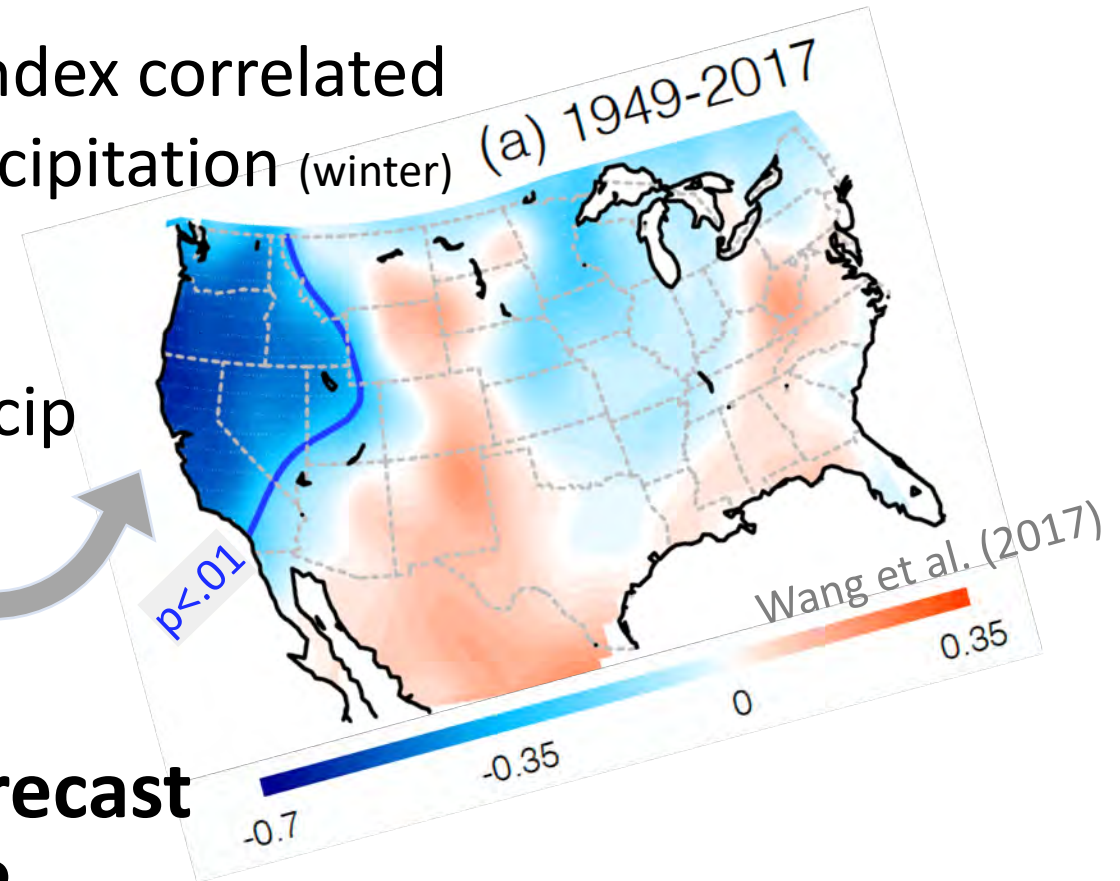 ndex correlated
cipitation (winter)
(a) 1949-2017
cip
p<.01
Wang et al. (2017)
-0.7
-0.35
0
0.35
recast